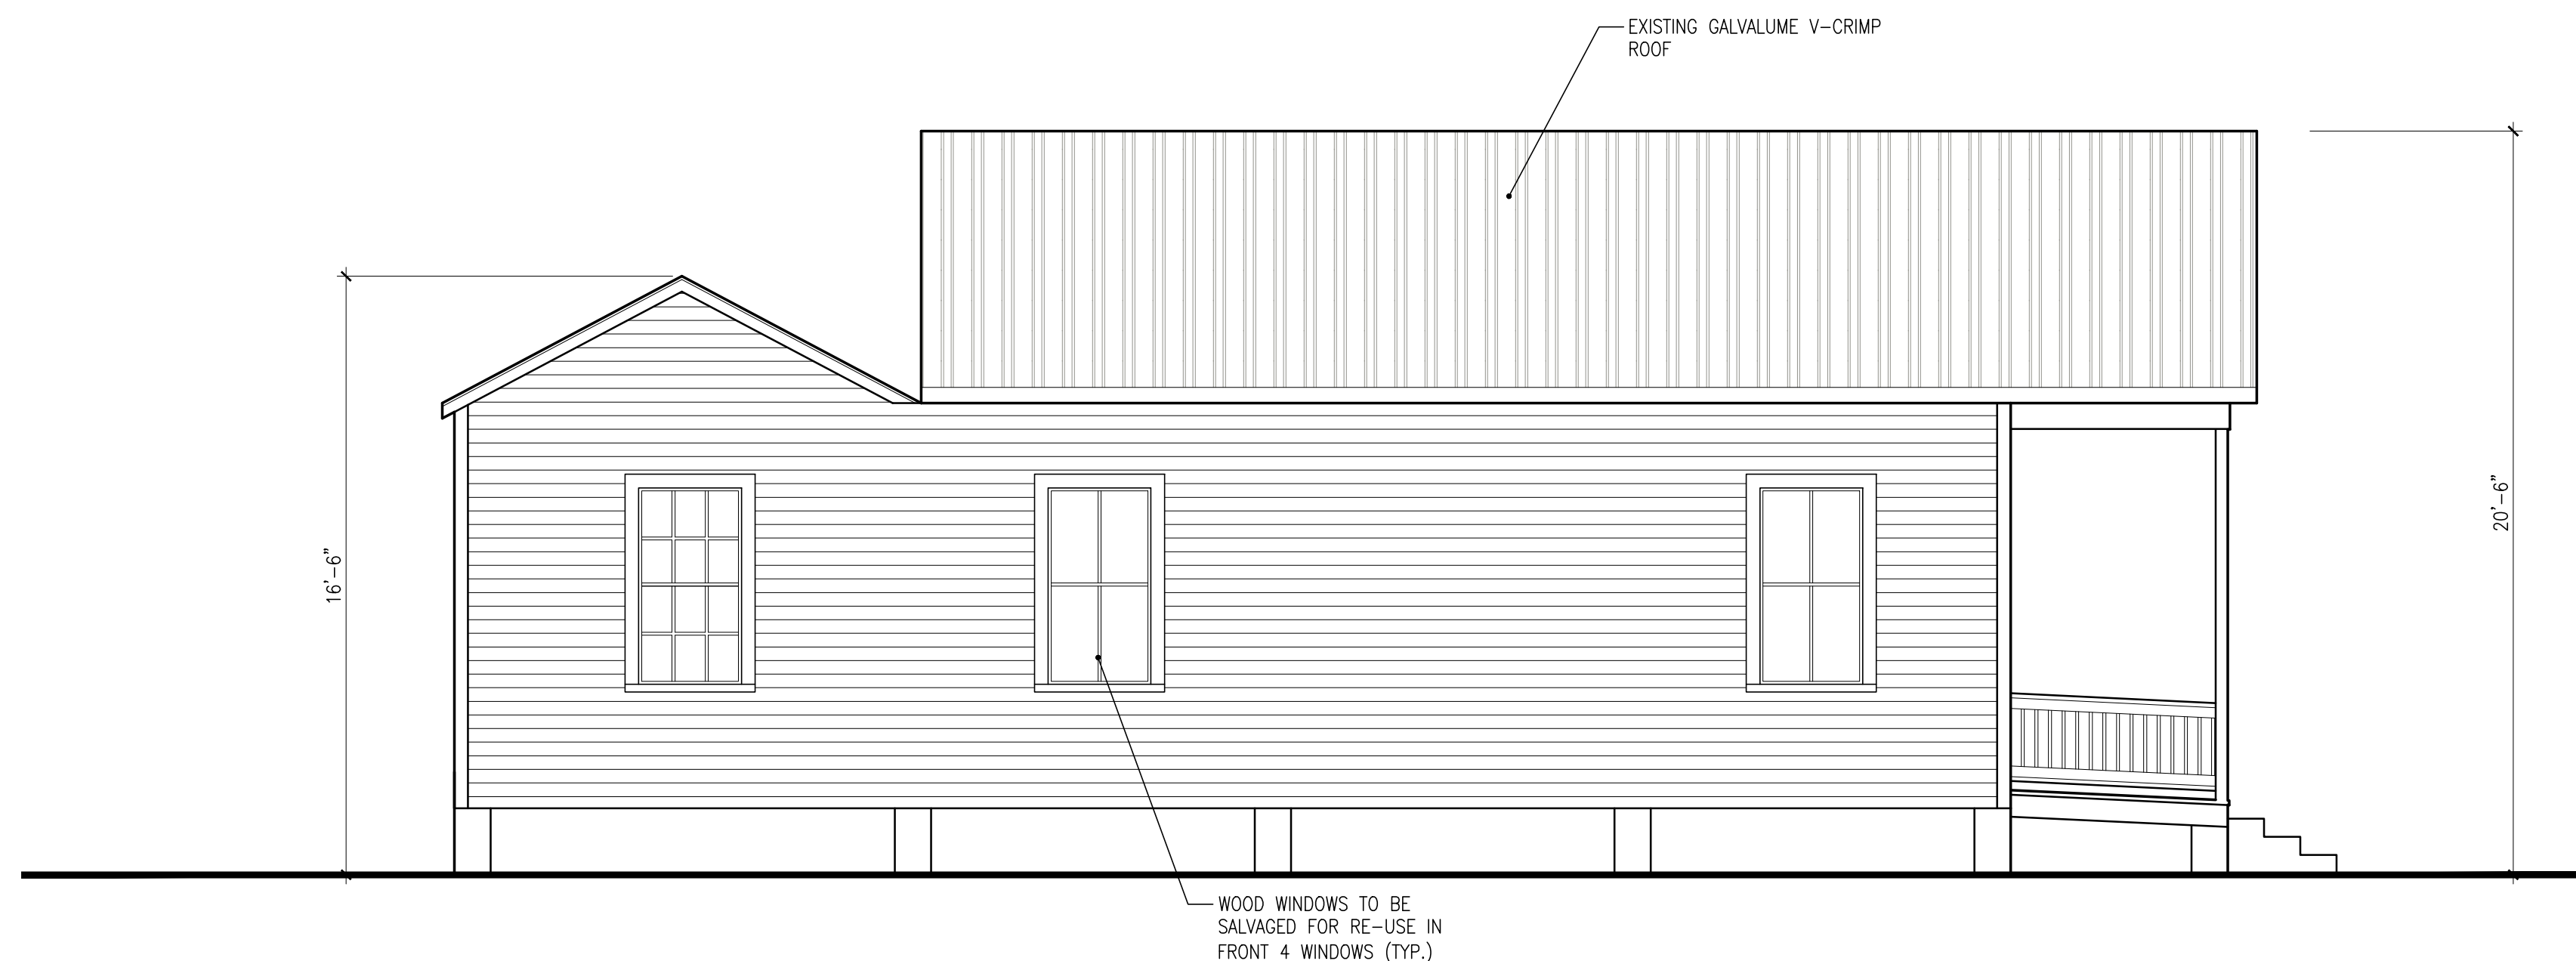 EXISTING GALVALUME V-CRIMP
ROOF
16'-6"
20'-6"
WOOD WINDOWS TO BE
SALVAGED FOR RE-USE IN
FRONT 4 WINDOWS (TYP.)